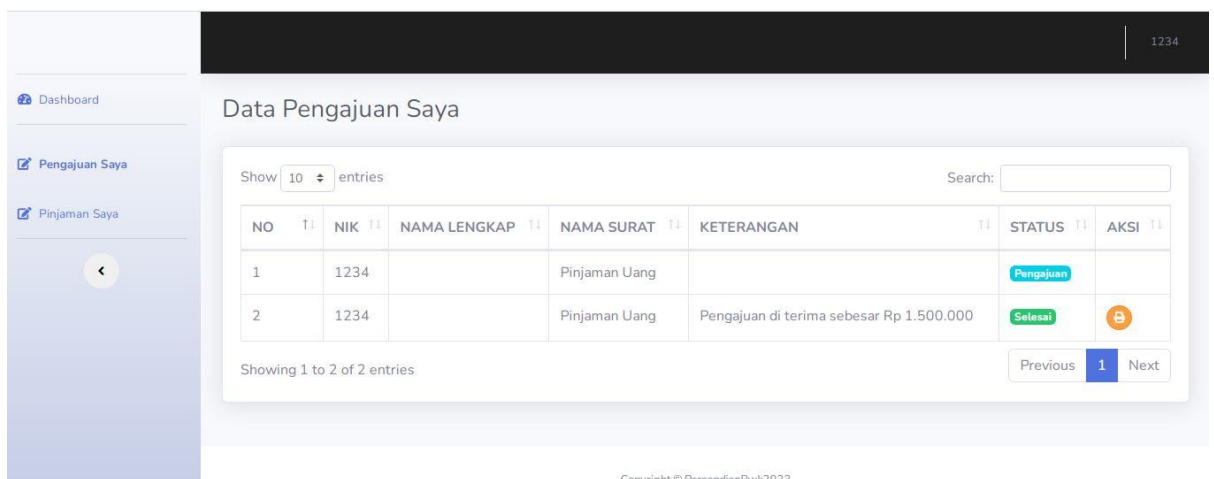 1234
Dashboard
Data Pengajuan Saya
Pengajuan Saya
Pinjaman Saya
Show 10 entries
Search:
NO NIK NAMA LENGKAP NAMA SURAT KETERANGAN STATUS AKSI
1 1234 Pinjaman Uang Pengajuan
2 1234 Pinjaman Uang Pengajuan di terima sebesar Rp 1.500.000 Selesai
Showing 1 to 2 of 2 entries
Previous 1 Next
Copyright ©